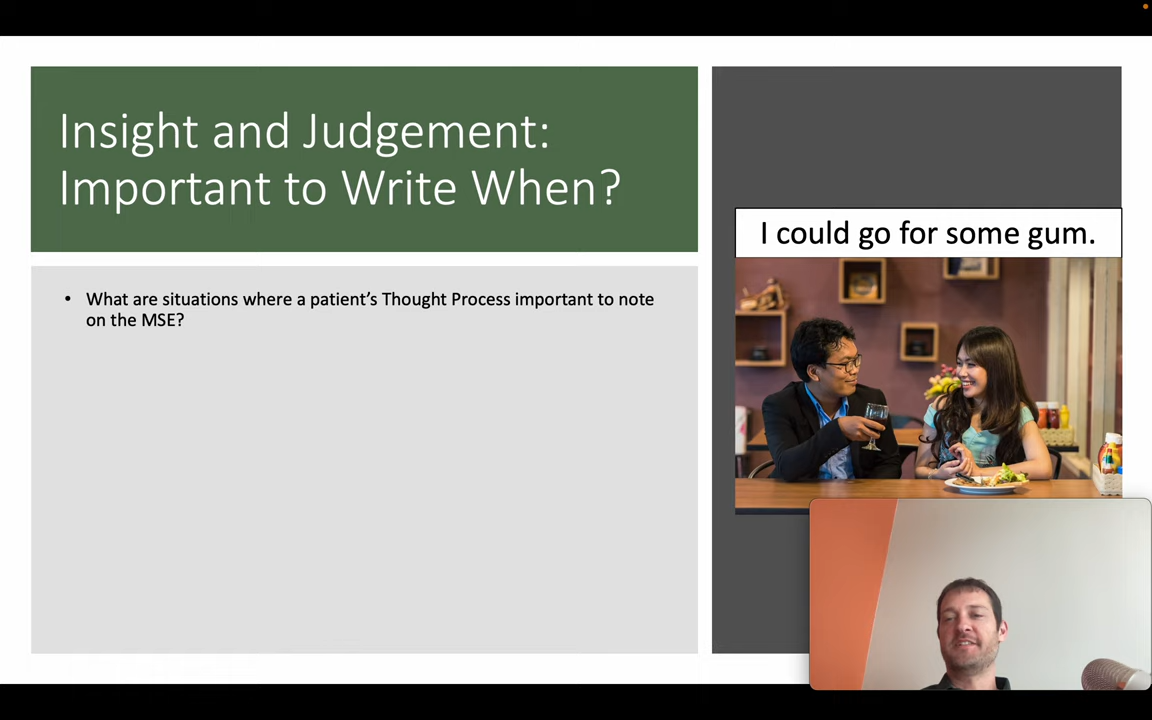 Insight and Judgement:
Important to Write When?
• What are situations where a patient’s Thought Process important to note
on the MSE?
I could go for some gum.